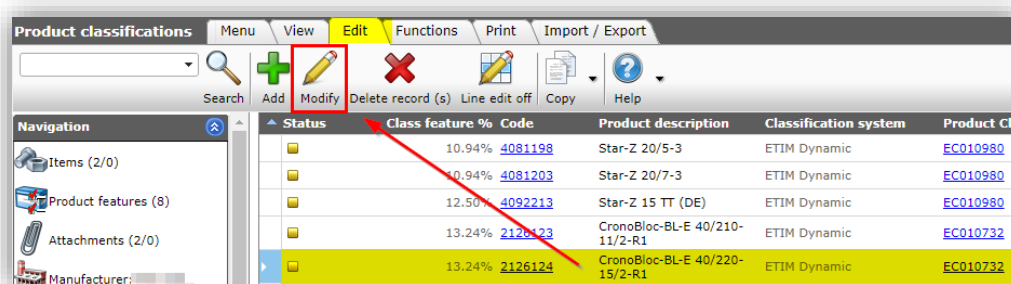 Product classifications Menu View Edit Functions Print Import / Export
Search Add Modify Delete record (s) Line edit off Copy Help
Navigation
Status Class feature % Code Product description Classification system
Items (2/0)
10.94% 4081198 Star-Z 20/5-3 ETIM Dynamic EC010980
Product features (8)
10.94% 4081203 Star-Z 20/7-3 ETIM Dynamic EC010980
12.50% 4092213 Star-Z 15 TT (DE) ETIM Dynamic EC010980
Attachments (2/0)
13.24% 2126123 CronoBloc-BL-E 40/210-
11/2-R1 ETIM Dynamic EC010732
Manufacturer:
13.24% 2126124 CronoBloc-BL-E 40/220-
15/2-R1 ETIM Dynamic EC010732